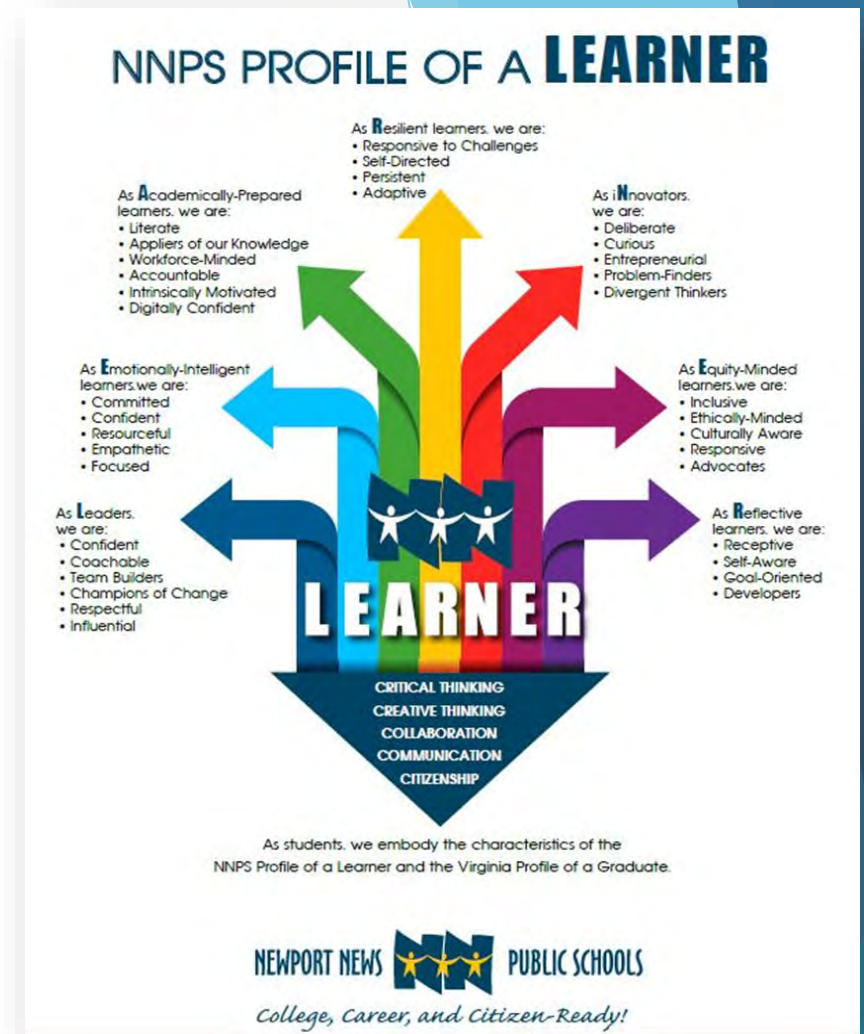 NNPS PROFILE OF A LEARNER
As Resilient learners, we are:
• Responsive to Challenges
• Self-Directed
• Persistent
• Adaptive
As Academically-Prepared
learners, we are:
• Literate
• Appliers of our Knowledge
• Workforce-Minded
• Accountable
• Intrinsically Motivated
• Digitally Confident
As iNnovators,
we are:
• Deliberate
• Curious
• Entrepreneurial
• Problem-Finders
• Divergent Thinkers
As Emotionally-Intelligent
learners,we are:
• Committed
• Confident
• Resourceful
• Empathetic
• Focused
As Equity-Minded
learners,we are:
• Inclusive
• Ethically-Minded
• Culturally Aware
• Responsive
• Advocates
As Leaders,
we are:
• Confident
• Coachable
• Team Builders
• Champions of Change
• Respectful
• Influential
As Reflective
learners, we are:
• Receptive
• Self-Aware
• Goal-Oriented
• Developers
NN
LEARNER
CRITICAL THINKING
CREATIVE THINKING
COLLABORATION
COMMUNICATION
CITIZENSHIP
As students, we embody the characteristics of the
NNPS Profile of a Learner and the Virginia Profile of a Graduate.
NEWPORT NEWS NN PUBLIC SCHOOLS
College, Career, and Citizen-Ready!